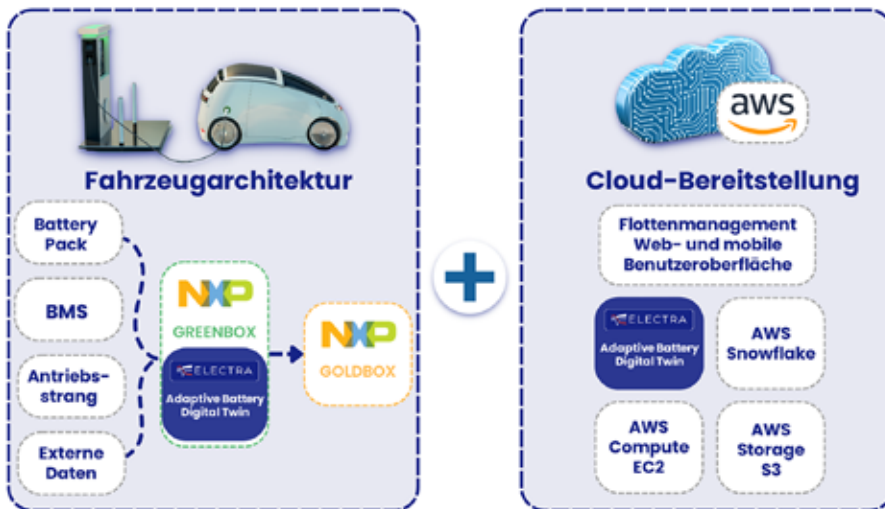 Fahrzeugarchitektur
Battery
Pack
BMS
Antriebs-
strang
Externe
Daten
NXP
GREENBOX
ELECTRA
Adaptive Battery
Digital Twin
NXP
GOLDBOX
aws
Cloud-Bereitstellung
Flottenmanagement
Web- und mobile
Benutzeroberfläche
ELECTRA
Adaptive Battery
Digital Twin
AWS
Snowflake
AWS
Compute
EC2
AWS
Storage
S3